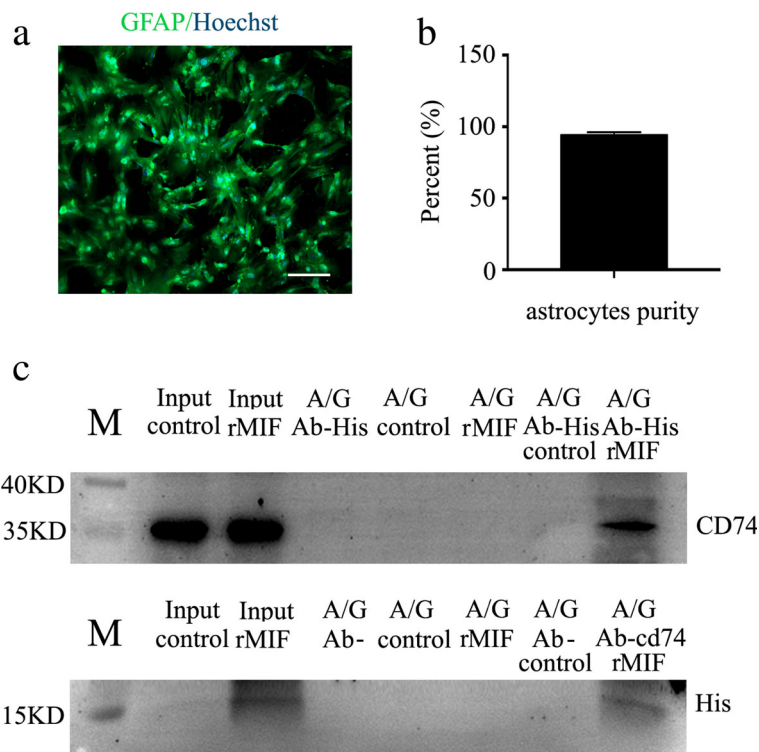 a
GFAP/Hoechst
b
150
100
50
0
Percent (%)
astrocytes purity
c
M
Input control
Input rMIF
A/G Ab-His
A/G control
A/G rMIF
A/G Ab-His control
A/G Ab-His rMIF
40KD
35KD
CD74
M
Input control
Input rMIF
A/G Ab-
A/G control
A/G rMIF
A/G Ab- control
A/G Ab-cd74 rMIF
15KD
His